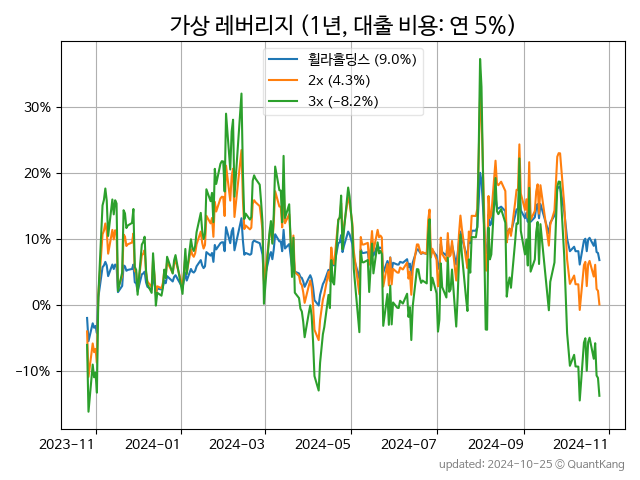 가상 레버리지 (1년, 대출 비용: 연 5%)
휠라홀딩스 (9.0%)
2x (4.3%)
3x (−8.2%)
30%
20%
10%
0%
−10%
2023-11 2024-01 2024-03 2024-05 2024-07 2024-09 2024-11
updated: 2024-10-25 © QuantKang